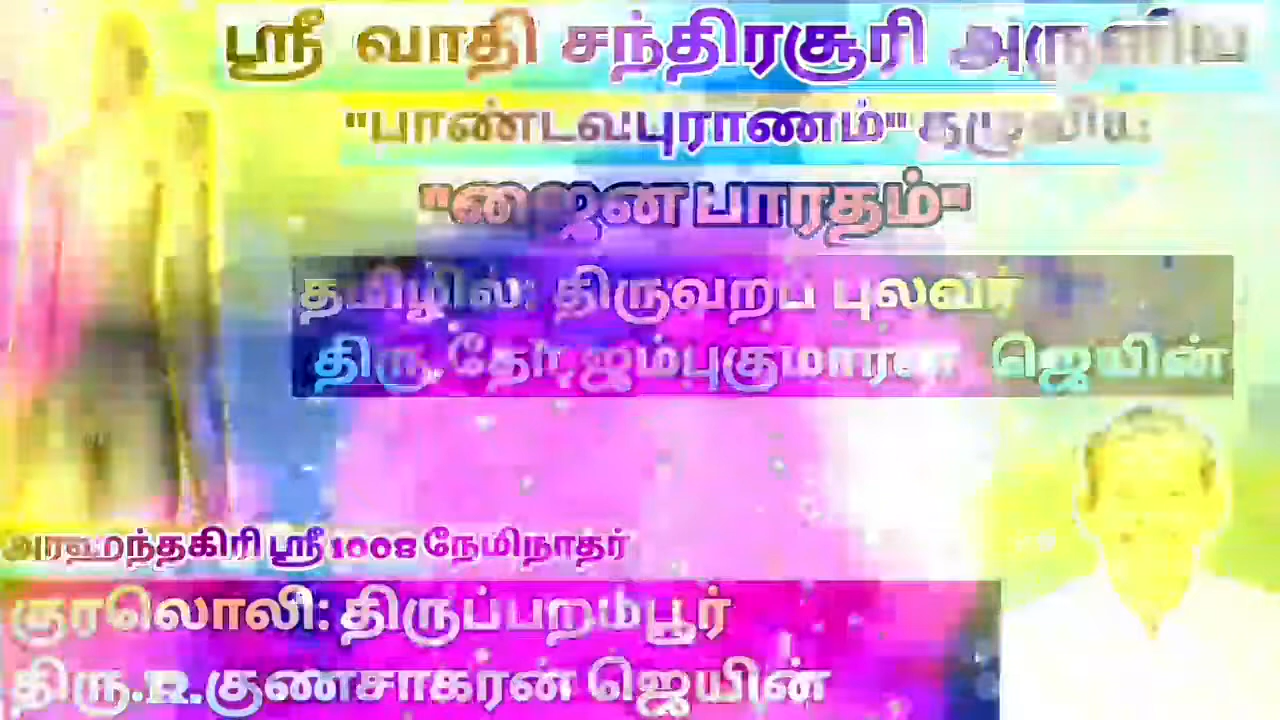 ஸ்ரீ வாதி சந்திரசூரி அருளிய
"பாண்டவபுராணம்" தழுவிய
"ஜைன பாரதம்"
தமிழில்: திருவறப் புலவர்
திரு.தோ.ஜம்புகுமாரன் ஜெயின்
அரஹந்தகிரி ஸ்ரீ 1008 நேமிநாதர்
குரலொலி: திருப்பறம்பூர்
திரு.R.குணசாகரன் ஜெயின்